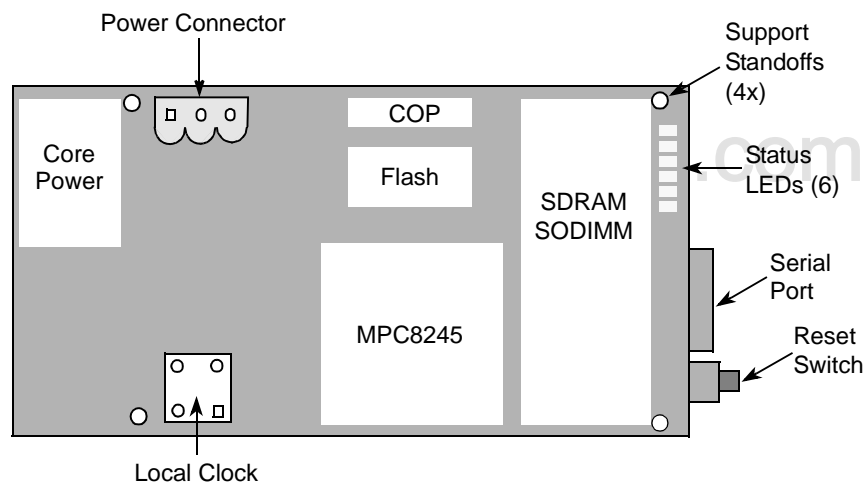 Power Connector
Support
Standoffs
(4x)
COP
Core
Power
Flash
.com
Status
LEDs (6)
SDRAM
SODIMM
Serial
Port
MPC8245
Reset
Switch
Local Clock